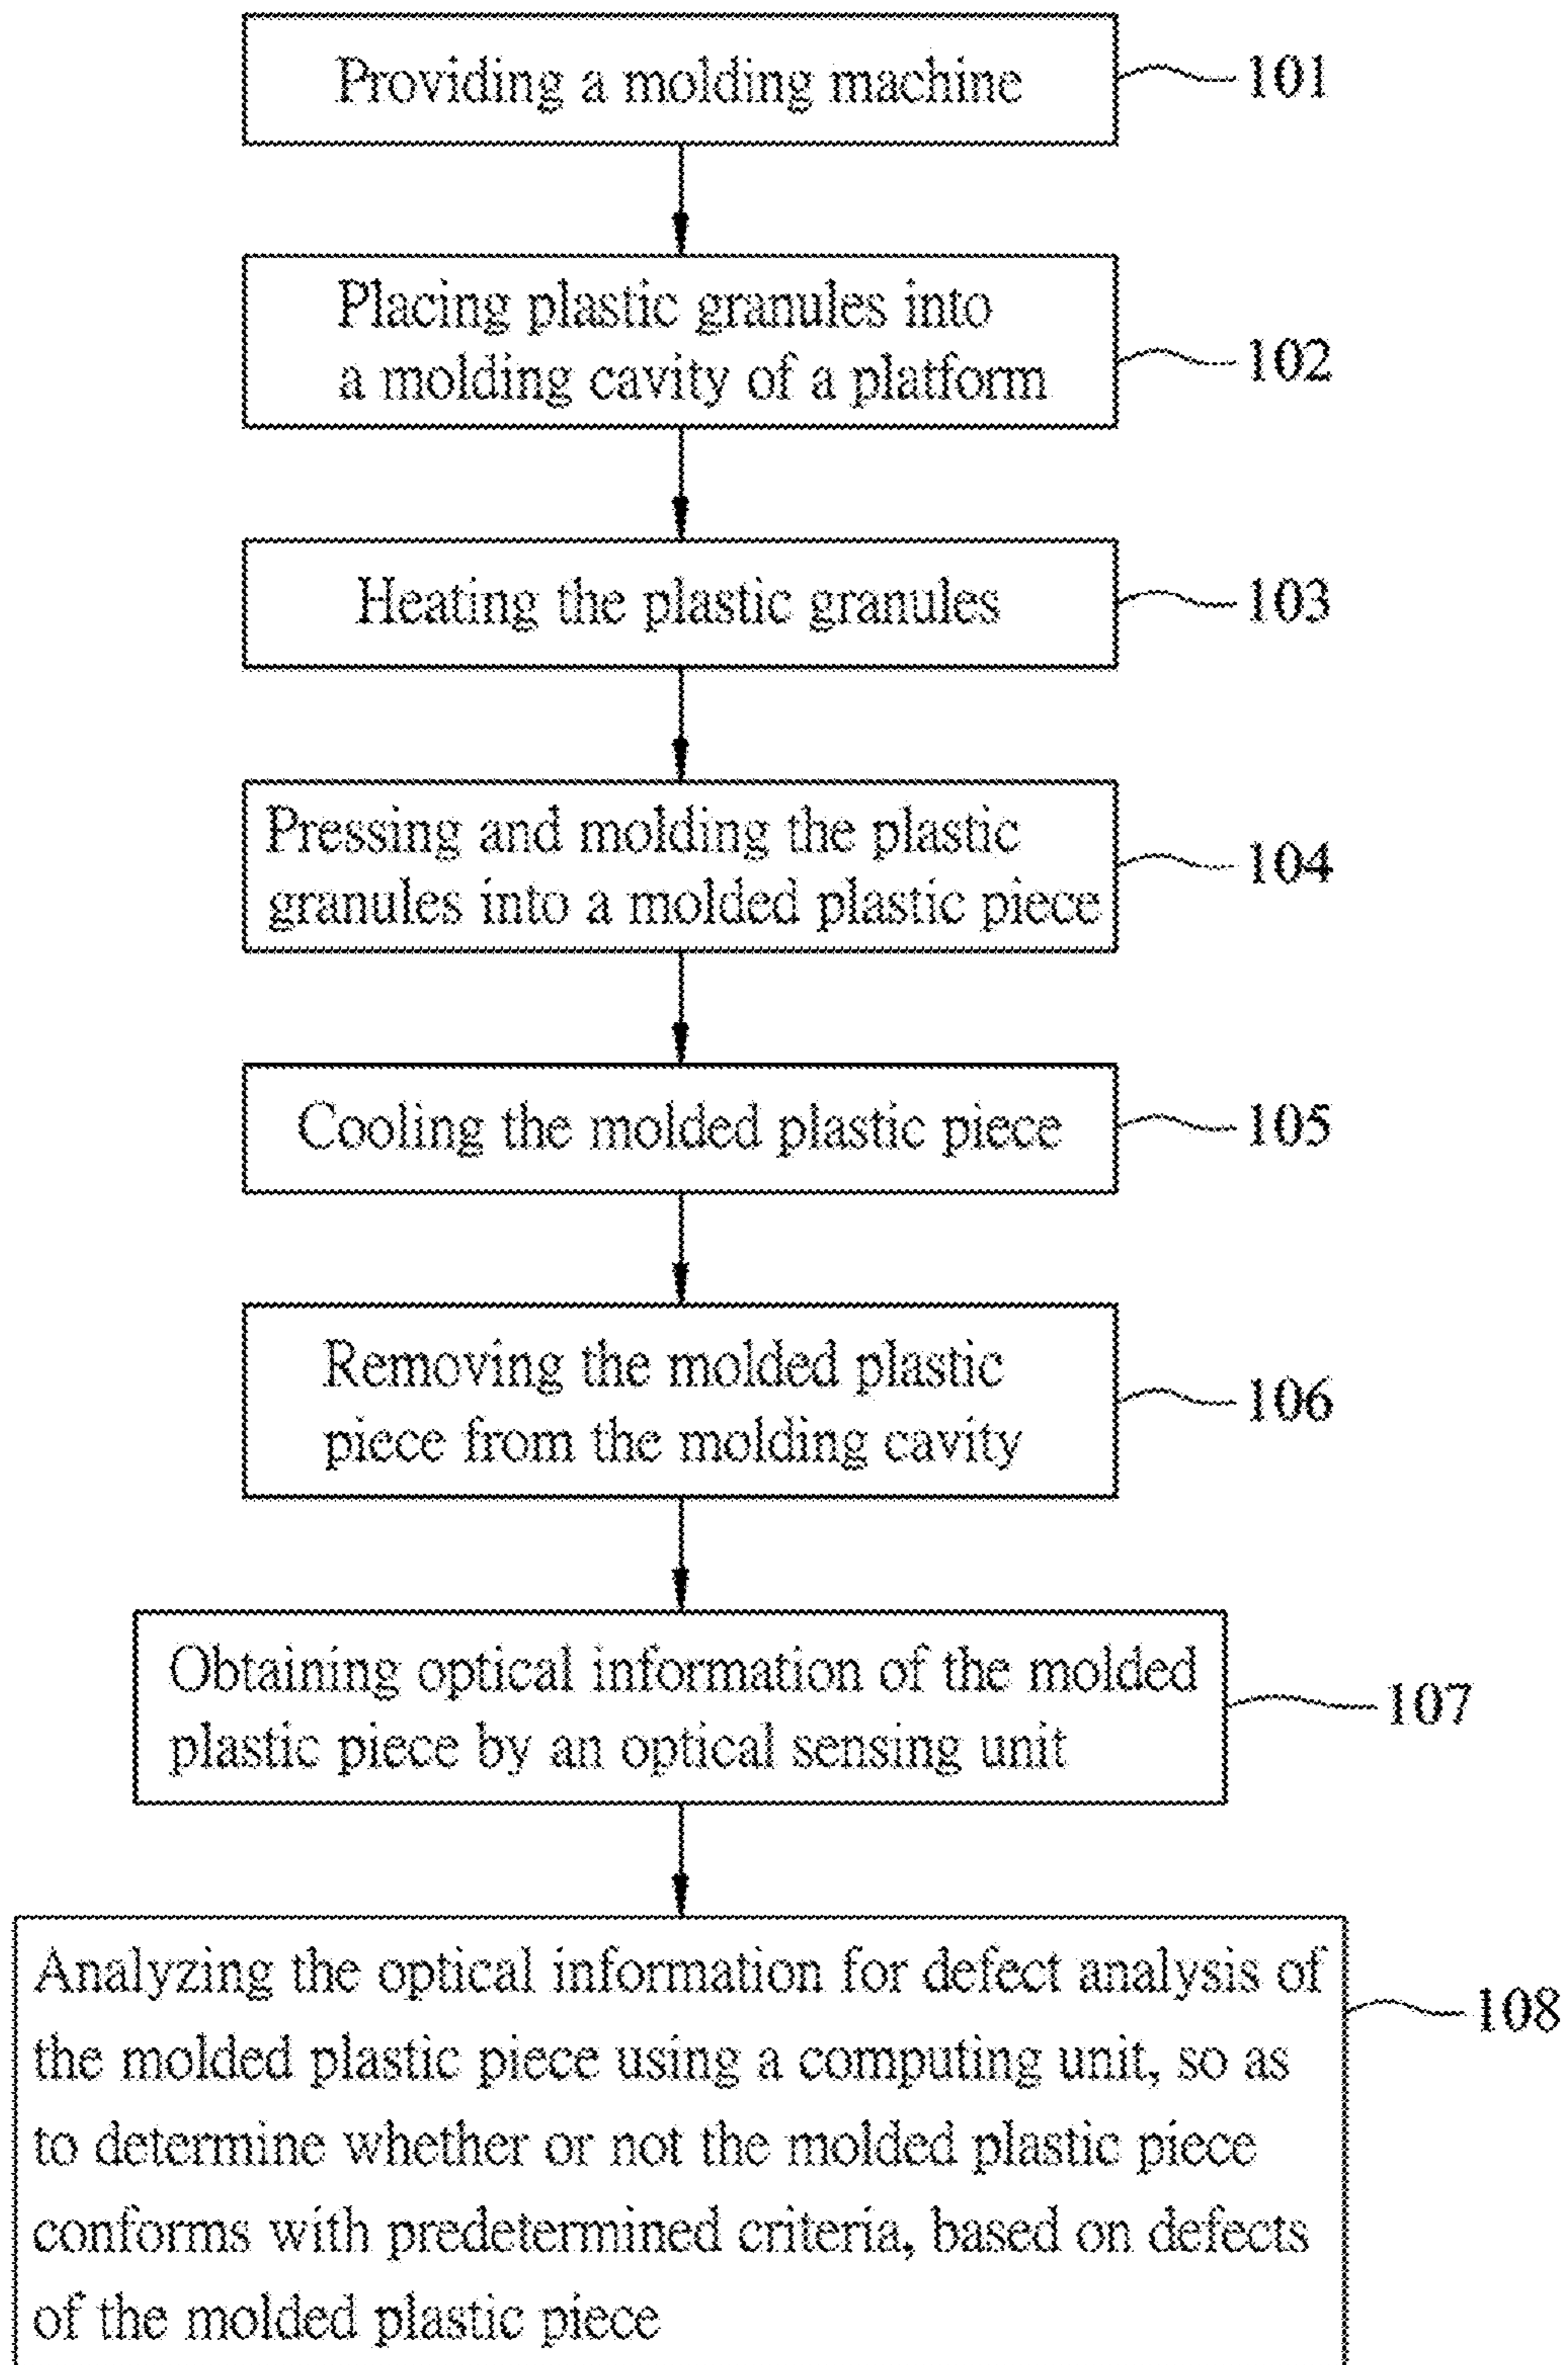 Providing a molding machine
101
Placing plastic granules into
a molding cavity of a platform
102
Heating the plastic granules
103
Pressing and molding the plastic
granules into a molded plastic piece
104
Cooling the molded plastic piece
105
Removing the molded plastic
piece from the molding cavity
106
Obtaining optical information of the molded
plastic piece by an optical sensing unit
107
Analyzing the optical information for defect analysis of
the molded plastic piece using a computing unit, so as
to determine whether or not the molded plastic piece
conforms with predetermined criteria, based on defects
of the molded plastic piece
108